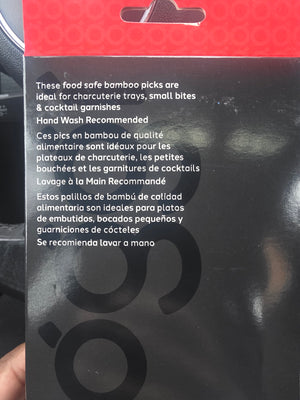 These food safe bamboo picks are
ideal for charcuterie trays, small bites
& cocktail garnishes
Hand Wash Recommended
Ces pics en bambou de qualité
alimentaire sont idéaux pour les
plateaux de charcuterie, les petites
bouchées et les garnitures de cocktails
Lavage à la Main Recommandé
Estos palillos de bambú de calidad
alimentaria son ideales para platos
de embutidos, bocados pequeños y
guarniciones de cócteles
Se recomienda lavar a mano